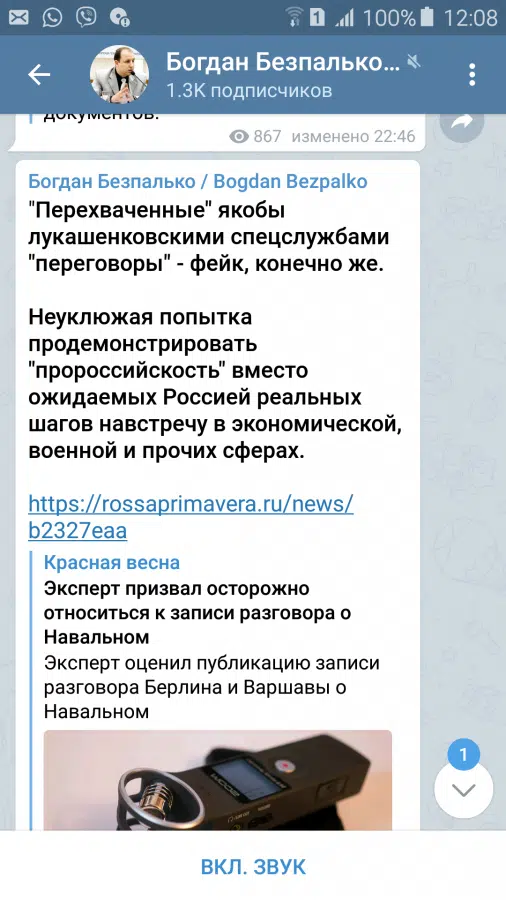 1 100% 12:08
Богдан Безпалько...
1.3K подписчиков
документов.
867 изменено 22:46
Богдан Безпалько / Bogdan Bezpalko
"Перехваченные" якобы
лукашенковскими спецслужбами
"переговоры" - фейк, конечно же.
Неуклюжая попытка
продемонстрировать
"пророссийскость" вместо
ожидаемых Россией реальных
шагов навстречу в экономической,
военной и прочих сферах.
https://rossaprimavera.ru/news/
b2327eaa
Красная весна
Эксперт призвал осторожно
относиться к записи разговора о
Навальном
Эксперт оценил публикацию записи
разговора Берлина и Варшавы о
Навальном
1
ВКЛ. ЗВУК